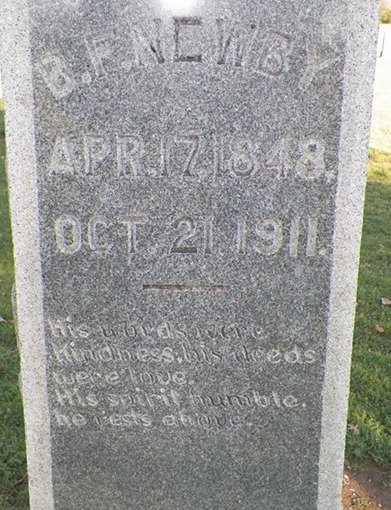 B.F. NEWBY
APR. 17, 1848.
OCT. 21, 1911.
His words were
kindness, his deeds
were love.
His spirit humble.
he rests above.